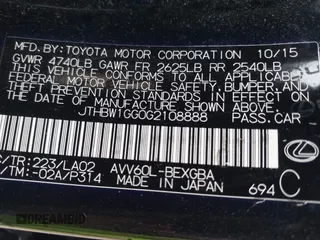 MFD.BY:TOYOTA MOTOR CORPORATION 10/15
GVWR 4740LB GAWR FR 2625LB RR 2540LB
THIS VEHICLE CONFORMS TO ALL APPLICABLE
FEDERAL MOTOR VEHICLE SAFETY, BUMPER, AND
THEFT PREVENTION STANDARDS IN EFFECT ON
THE DATE OF MANUFACTURE SHOWN ABOVE.
JTHBW1GG0G2108888 PASS.CAR
C/TR:223/LA02 AVV60L-BEXGBA
/TM:-02A/P314 MADE IN JAPAN 694 C
DREAMBID